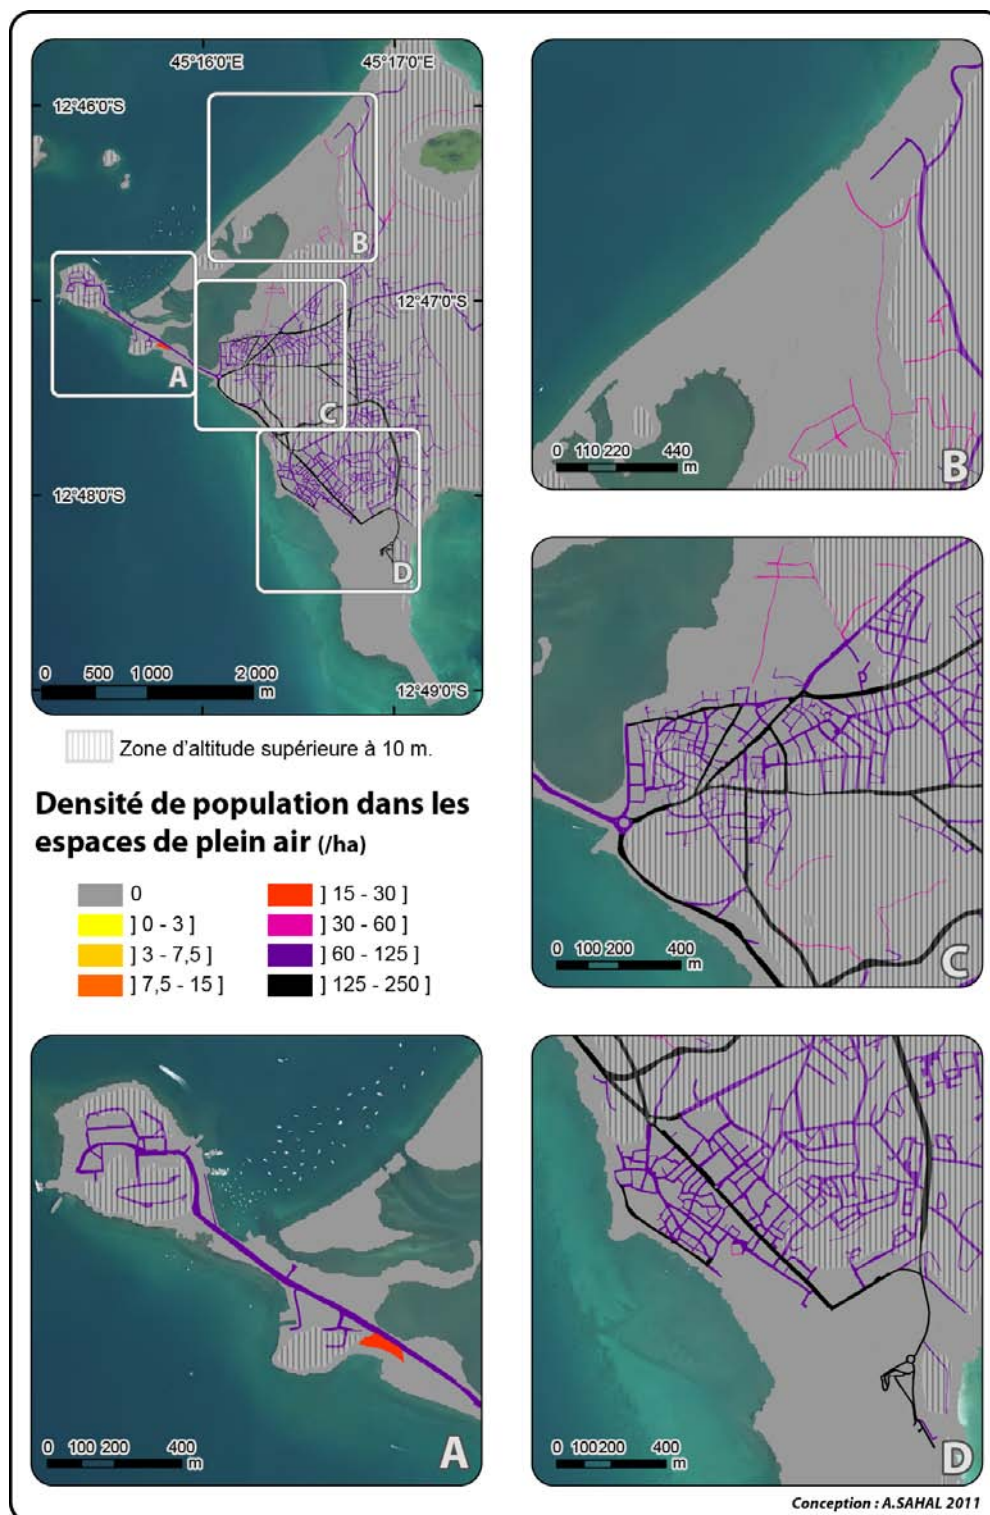 45°16'0"E
45°17'0"E
12°46'0"S
B
12°47'0"S
A
C
12°48'0"S
D
0 500 1 000 2 000
m
12°49'0"S
Zone d'altitude supérieure à 10 m.
Densité de population dans les
espaces de plein air (/ha)
0
] 0 - 3 ]
] 3 - 7,5 ]
] 7,5 - 15 ]
] 15 - 30 ]
] 30 - 60 ]
] 60 - 125 ]
] 125 - 250 ]
0 110 220 440
m
B
0 100 200 400
m
C
0 100 200 400
m
A
0 100200 400
m
D
Conception : A.SAHAL 2011